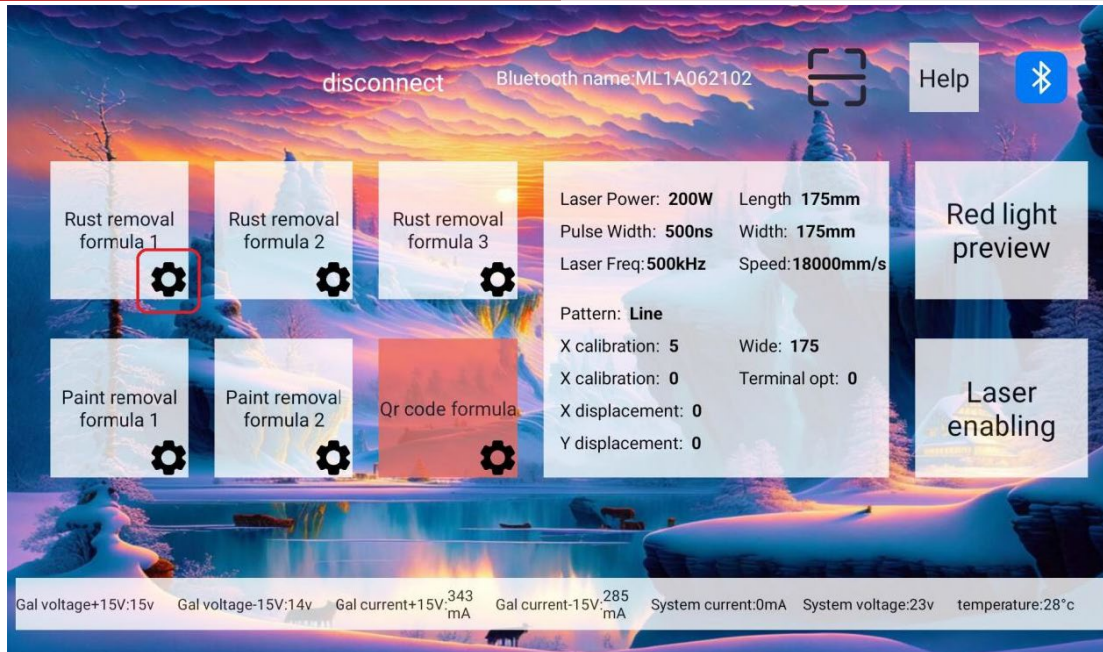 disconnect
Bluetooth name:ML1A062102
Help
Rust removal
formula 1
Rust removal
formula 2
Rust removal
formula 3
Laser Power: 200W Length 175mm
Pulse Width: 500ns Width: 175mm
Laser Freq:500kHz Speed:18000mm/s
Pattern: Line
X calibration: 5 Wide: 175
X calibration: 0 Terminal opt: 0
X displacement: 0
Y displacement: 0
Red light
preview
Paint removal
formula 1
Paint removal
formula 2
Qr code formula
Laser
enabling
Gal voltage+15V:15v
Gal voltage-15V:14v
Gal current+15V:343
mA
Gal current-15V:285
mA
System current:0mA
System voltage:23v
temperature:28°c